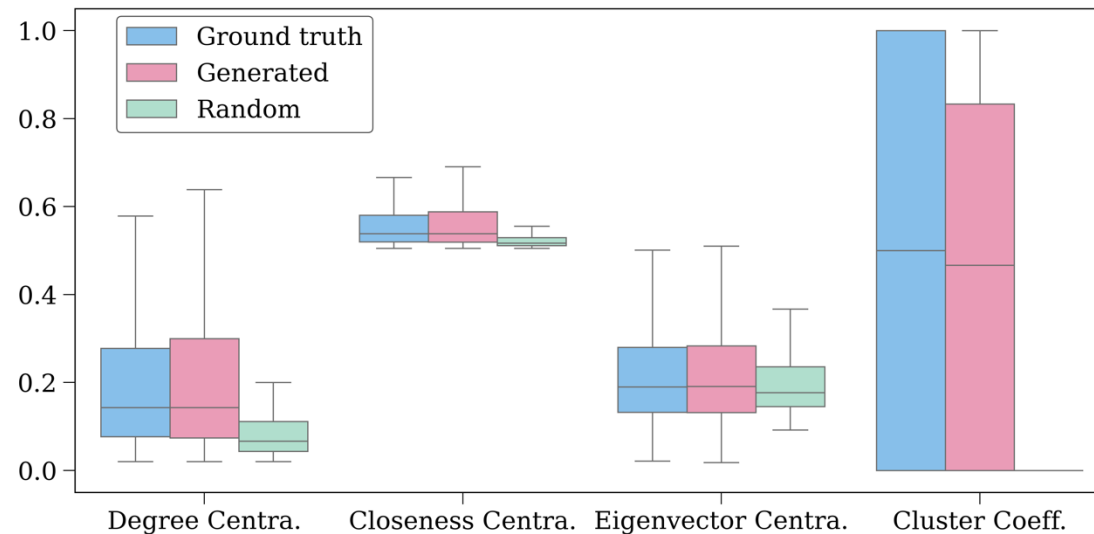 1.0
0.8
0.6
0.4
0.2
0.0
Ground truth
Generated
Random
Degree Centra.
Closeness Centra.
Eigenvector Centra.
Cluster Coeff.